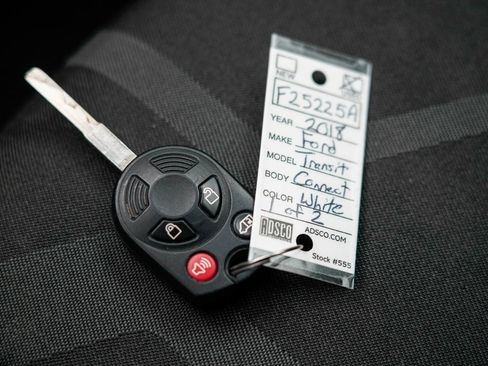 NEW
F25225A
YEAR 2018
MAKE Ford
MODEL Transit
BODY Connect
COLOR White
1 of 2
ADSCO ADSCO.COM
Stock #555